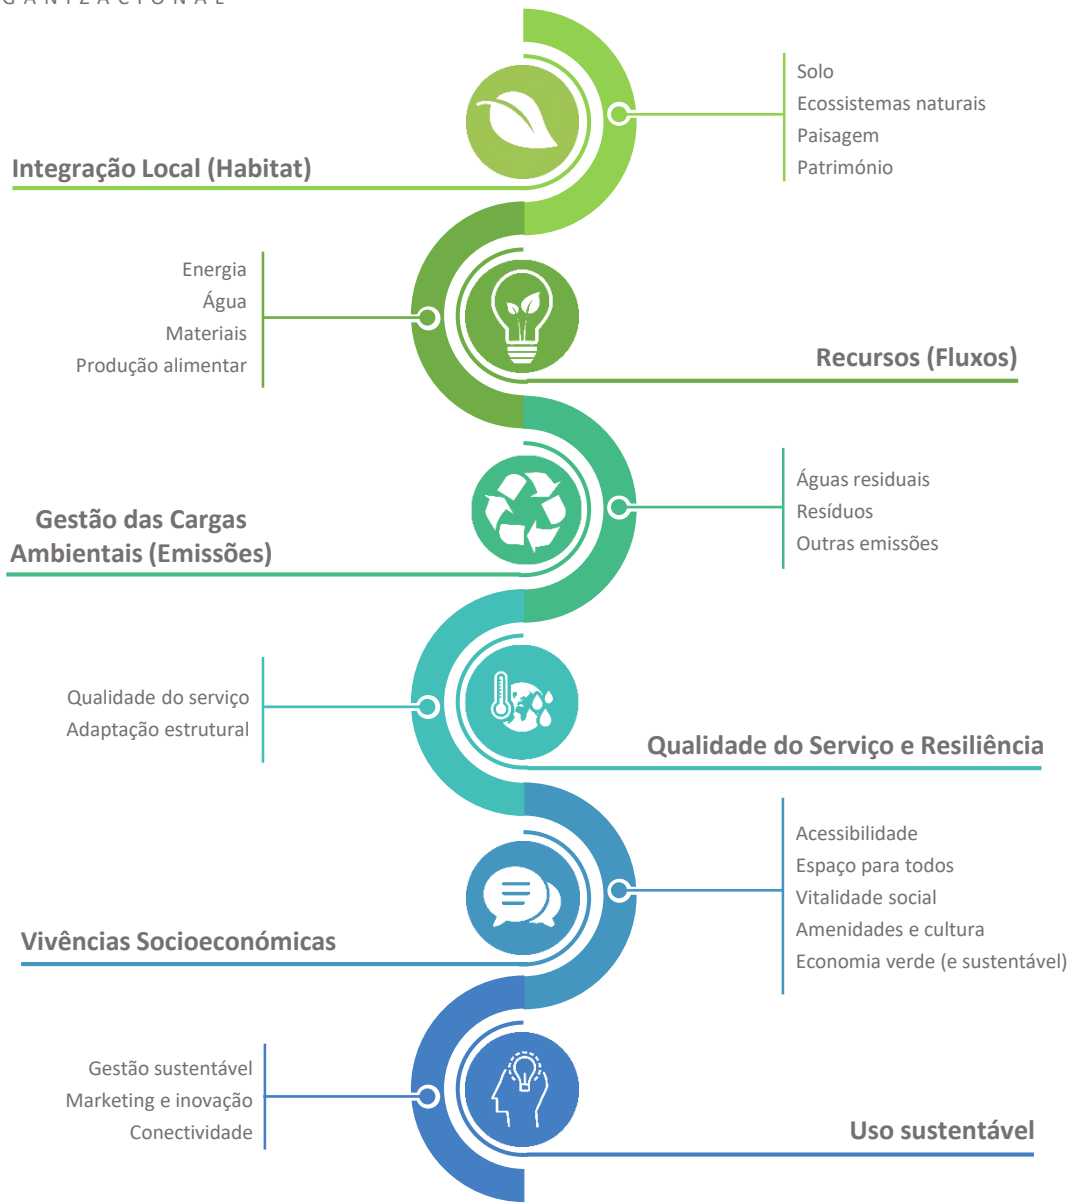 Solo
Ecossistemas naturais
Paisagem
Património
Integração Local (Habitat)
Energia
Água
Materiais
Produção alimentar
Recursos (Fluxos)
Águas residuais
Resíduos
Outras emissões
Gestão das Cargas
Ambientais (Emissões)
Qualidade do serviço
Adaptação estrutural
Qualidade do Serviço e Resiliência
Acessibilidade
Espaço para todos
Vitalidade social
Amenidades e cultura
Economia verde (e sustentável)
Vivências Socioeconómicas
Gestão sustentável
Marketing e inovação
Conectividade
Uso sustentável